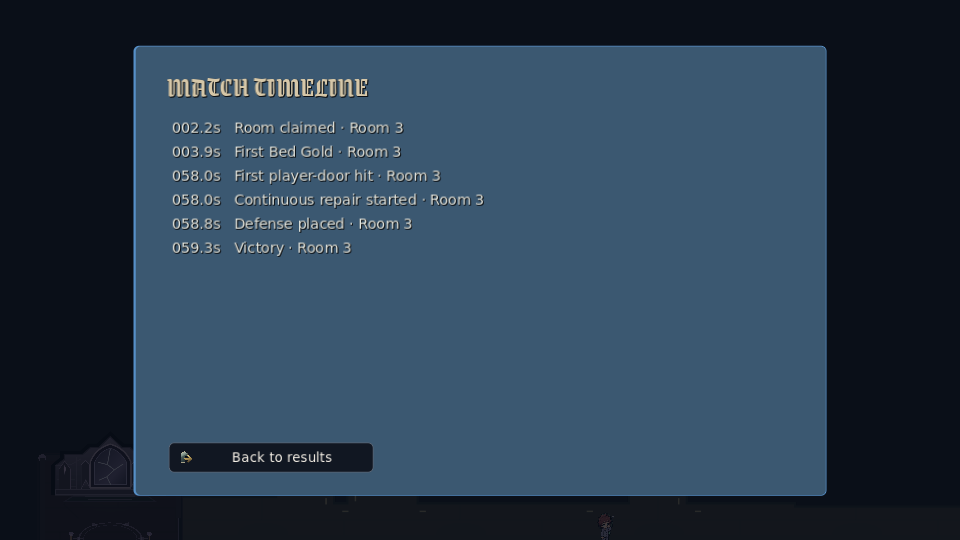 MATCH TIMELINE
002.2s Room claimed · Room 3
003.9s First Bed Gold · Room 3
058.0s First player-door hit · Room 3
058.0s Continuous repair started · Room 3
058.8s Defense placed · Room 3
059.3s Victory · Room 3
Back to results